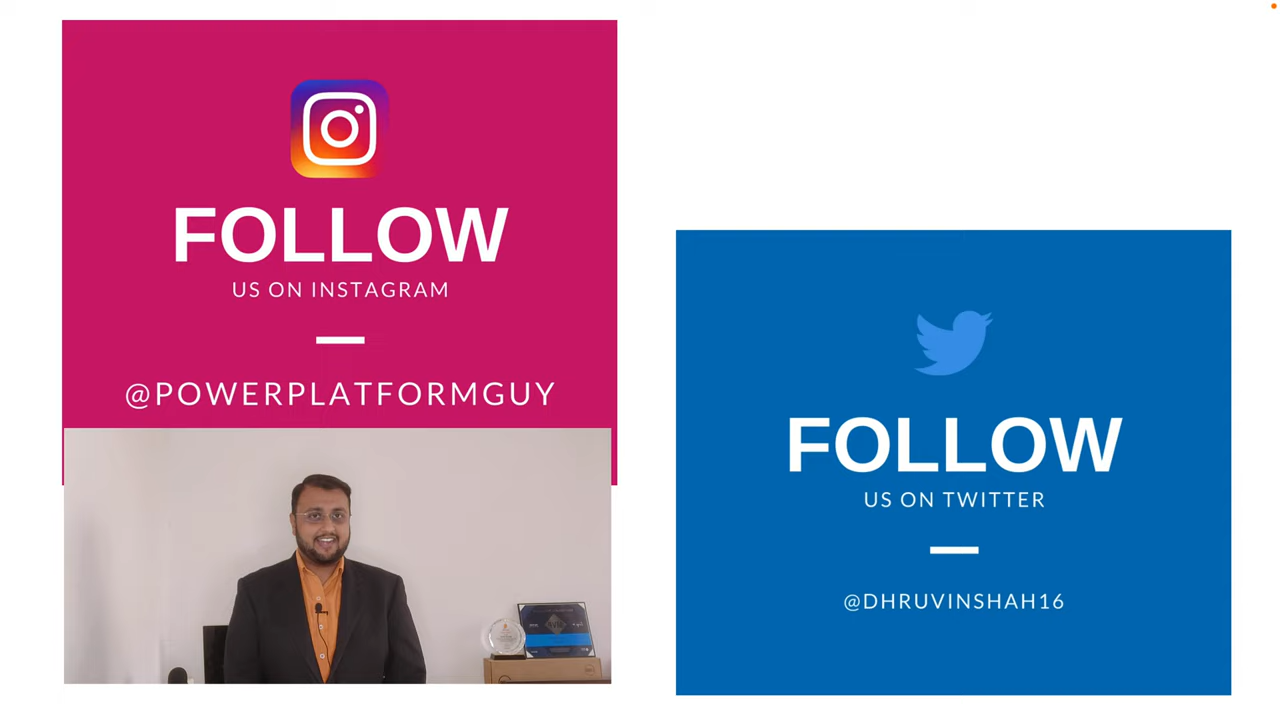 FOLLOW
US ON INSTAGRAM
@POWERPLATFORMGUY
FOLLOW
US ON TWITTER
@DHRUVINSHAH16